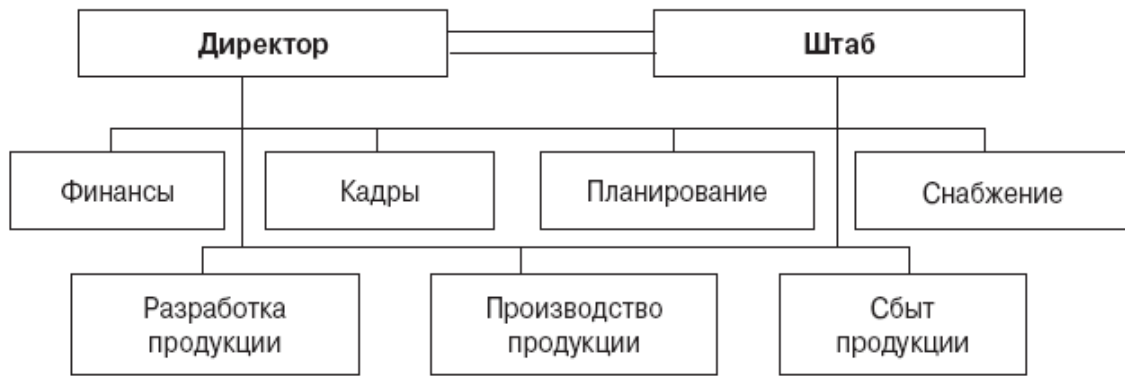 Директор
Штаб
Финансы
Кадры
Планирование
Снабжение
Разработка
продукции
Производство
продукции
Сбыт
продукции